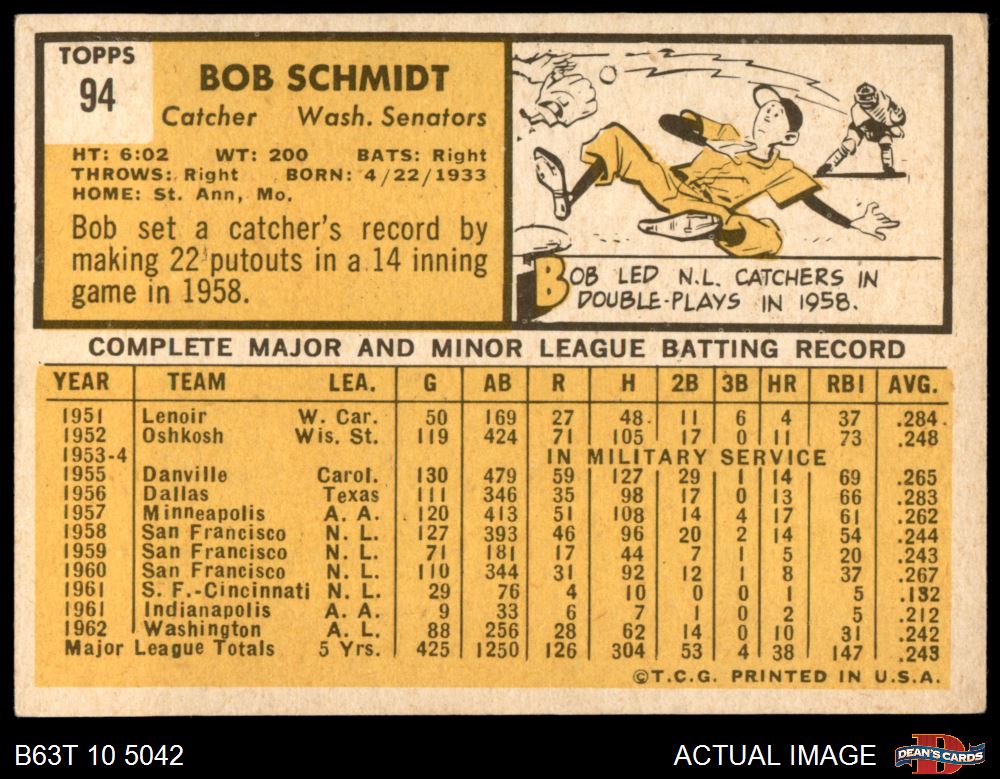 TOPPS
94
BOB SCHMIDT
Catcher Wash. Senators
HT: 6:02 WT: 200 BATS: Right
THROWS: Right BORN: 4/22/1933
HOME: St. Ann, Mo.
Bob set a catcher's record by
making 22 putouts in a 14 inning
game in 1958.
BOB LED N.L. CATCHERS IN
DOUBLE-PLAYS IN 1958.
COMPLETE MAJOR AND MINOR LEAGUE BATTING RECORD
YEAR TEAM LEA. G AB R H 2B 3B HR RBI AVG.
1951 Lenoir W. Car. 50 169 27 48 11 6 4 37 .284
1952 Oshkosh Wis. St. 119 424 71 105 17 0 11 73 .248
1953-4 IN MILITARY SERVICE
1955 Danville Carol. 130 479 59 127 29 1 14 69 .265
1956 Dallas Texas 111 346 35 98 17 0 13 66 .283
1957 Minneapolis A. A. 120 413 51 108 14 4 17 61 .262
1958 San Francisco N. L. 127 393 46 96 20 2 14 54 .244
1959 San Francisco N. L. 71 181 17 44 7 1 5 20 .243
1960 San Francisco N. L. 110 344 31 92 12 1 8 37 .267
1961 S. F.-Cincinnati N. L. 29 76 4 10 0 0 1 5 .132
1961 Indianapolis A. A. 9 33 6 7 1 0 2 5 .212
1962 Washington A. L. 88 256 28 62 14 0 10 31 .242
Major League Totals 5 Yrs. 425 1250 126 304 53 4 38 147 .243
©T.C.G. PRINTED IN U.S.A.
B63T 10 5042 ACTUAL IMAGE
DEAN'S CARDS